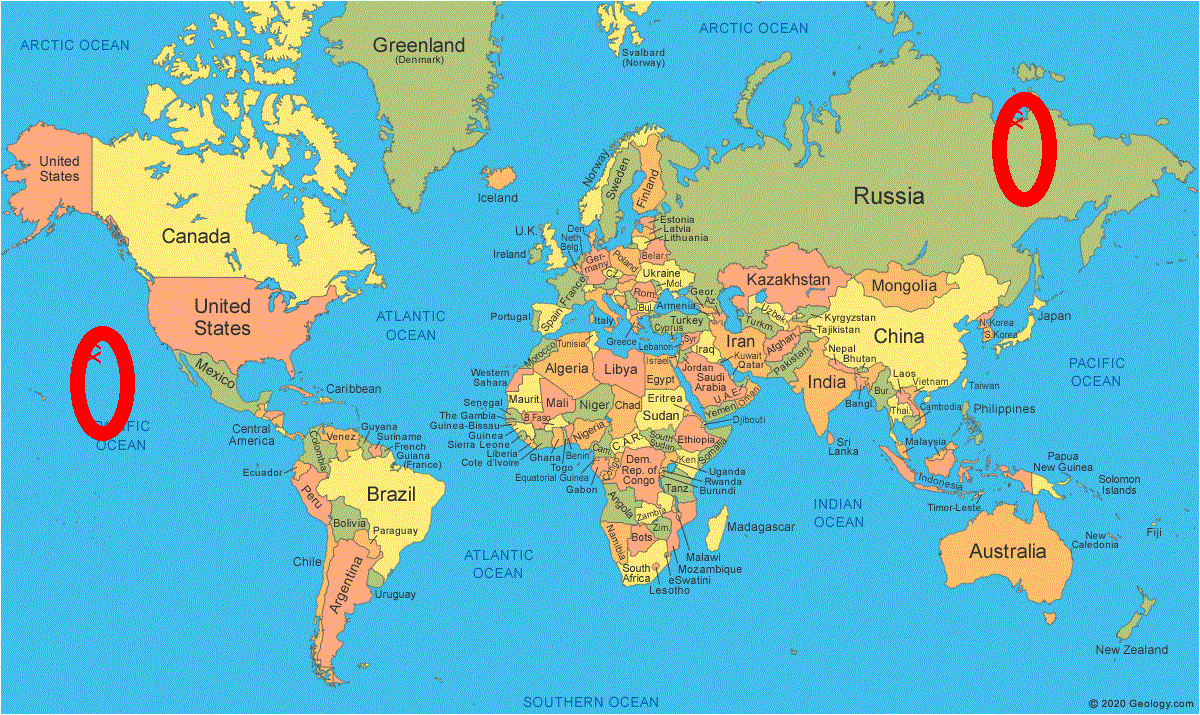 ARCTIC OCEAN
Greenland
(Denmark)
Svalbard
(Norway)
ARCTIC OCEAN
United
States
Canada
Iceland
Norway
Sweden
Finland
Russia
Estonia
Latvia
Lithuania
U.K.
Ireland
Den.
Neth.
Belg.
Ger-
many
Poland
Belar.
Cz.
Ukraine
Mol.
France
Rom.
Bul.
Spain
Portugal
Italy
Greece
Geor.
Armenia
Az.
Turkey
Cyprus
Lebanon
Israel
Syr.
Iraq
Jordan
Kuwait
Qatar
Saudi
Arabia
U.A.E.
Oman
Yemen
Iran
Kazakhstan
Uzbek.
Turkm.
Kyrgyzstan
Tajikistan
Afghan.
Pakistan
Mongolia
China
N. Korea
S. Korea
Japan
Nepal
Bhutan
India
Bangl.
Bur.
Laos
Vietnam
Thai.
Cambodia
Taiwan
Philippines
Sri
Lanka
Malaysia
Indonesia
Timor-Leste
Papua
New Guinea
Solomon
Islands
Fiji
New
Caledonia
Australia
New Zealand
United
States
Mexico
Caribbean
Central
America
ATLANTIC
OCEAN
PACIFIC
OCEAN
OCEAN
Guyana
Suriname
French
Guiana
(France)
Venez.
Colombia
Ecuador
Peru
Brazil
Bolivia
Paraguay
Chile
Argentina
Uruguay
Morocco
Tunisia
Algeria
Libya
Egypt
Western
Sahara
Maurit.
Mali
Niger
Chad
Sudan
Eritrea
Djibouti
Senegal
The Gambia
Guinea-Bissau
Guinea
Sierra Leone
Liberia
Cote d'Ivoire
B.Faso
Ghana
Togo
Benin
Nigeria
Cam.
Equatorial Guinea
Gabon
Congo
C.A.R.
South
Sudan
Ethiopia
Somalia
Ken.
Uganda
Rwanda
Burundi
Dem.
Rep. of
Congo
Tanz.
Angola
Zambia
Zim.
Namibia
Bots
South
Africa
Malawi
Mozambique
eSwatini
Lesotho
Madagascar
INDIAN
OCEAN
ATLANTIC
OCEAN
SOUTHERN OCEAN
© 2020 Geology.com